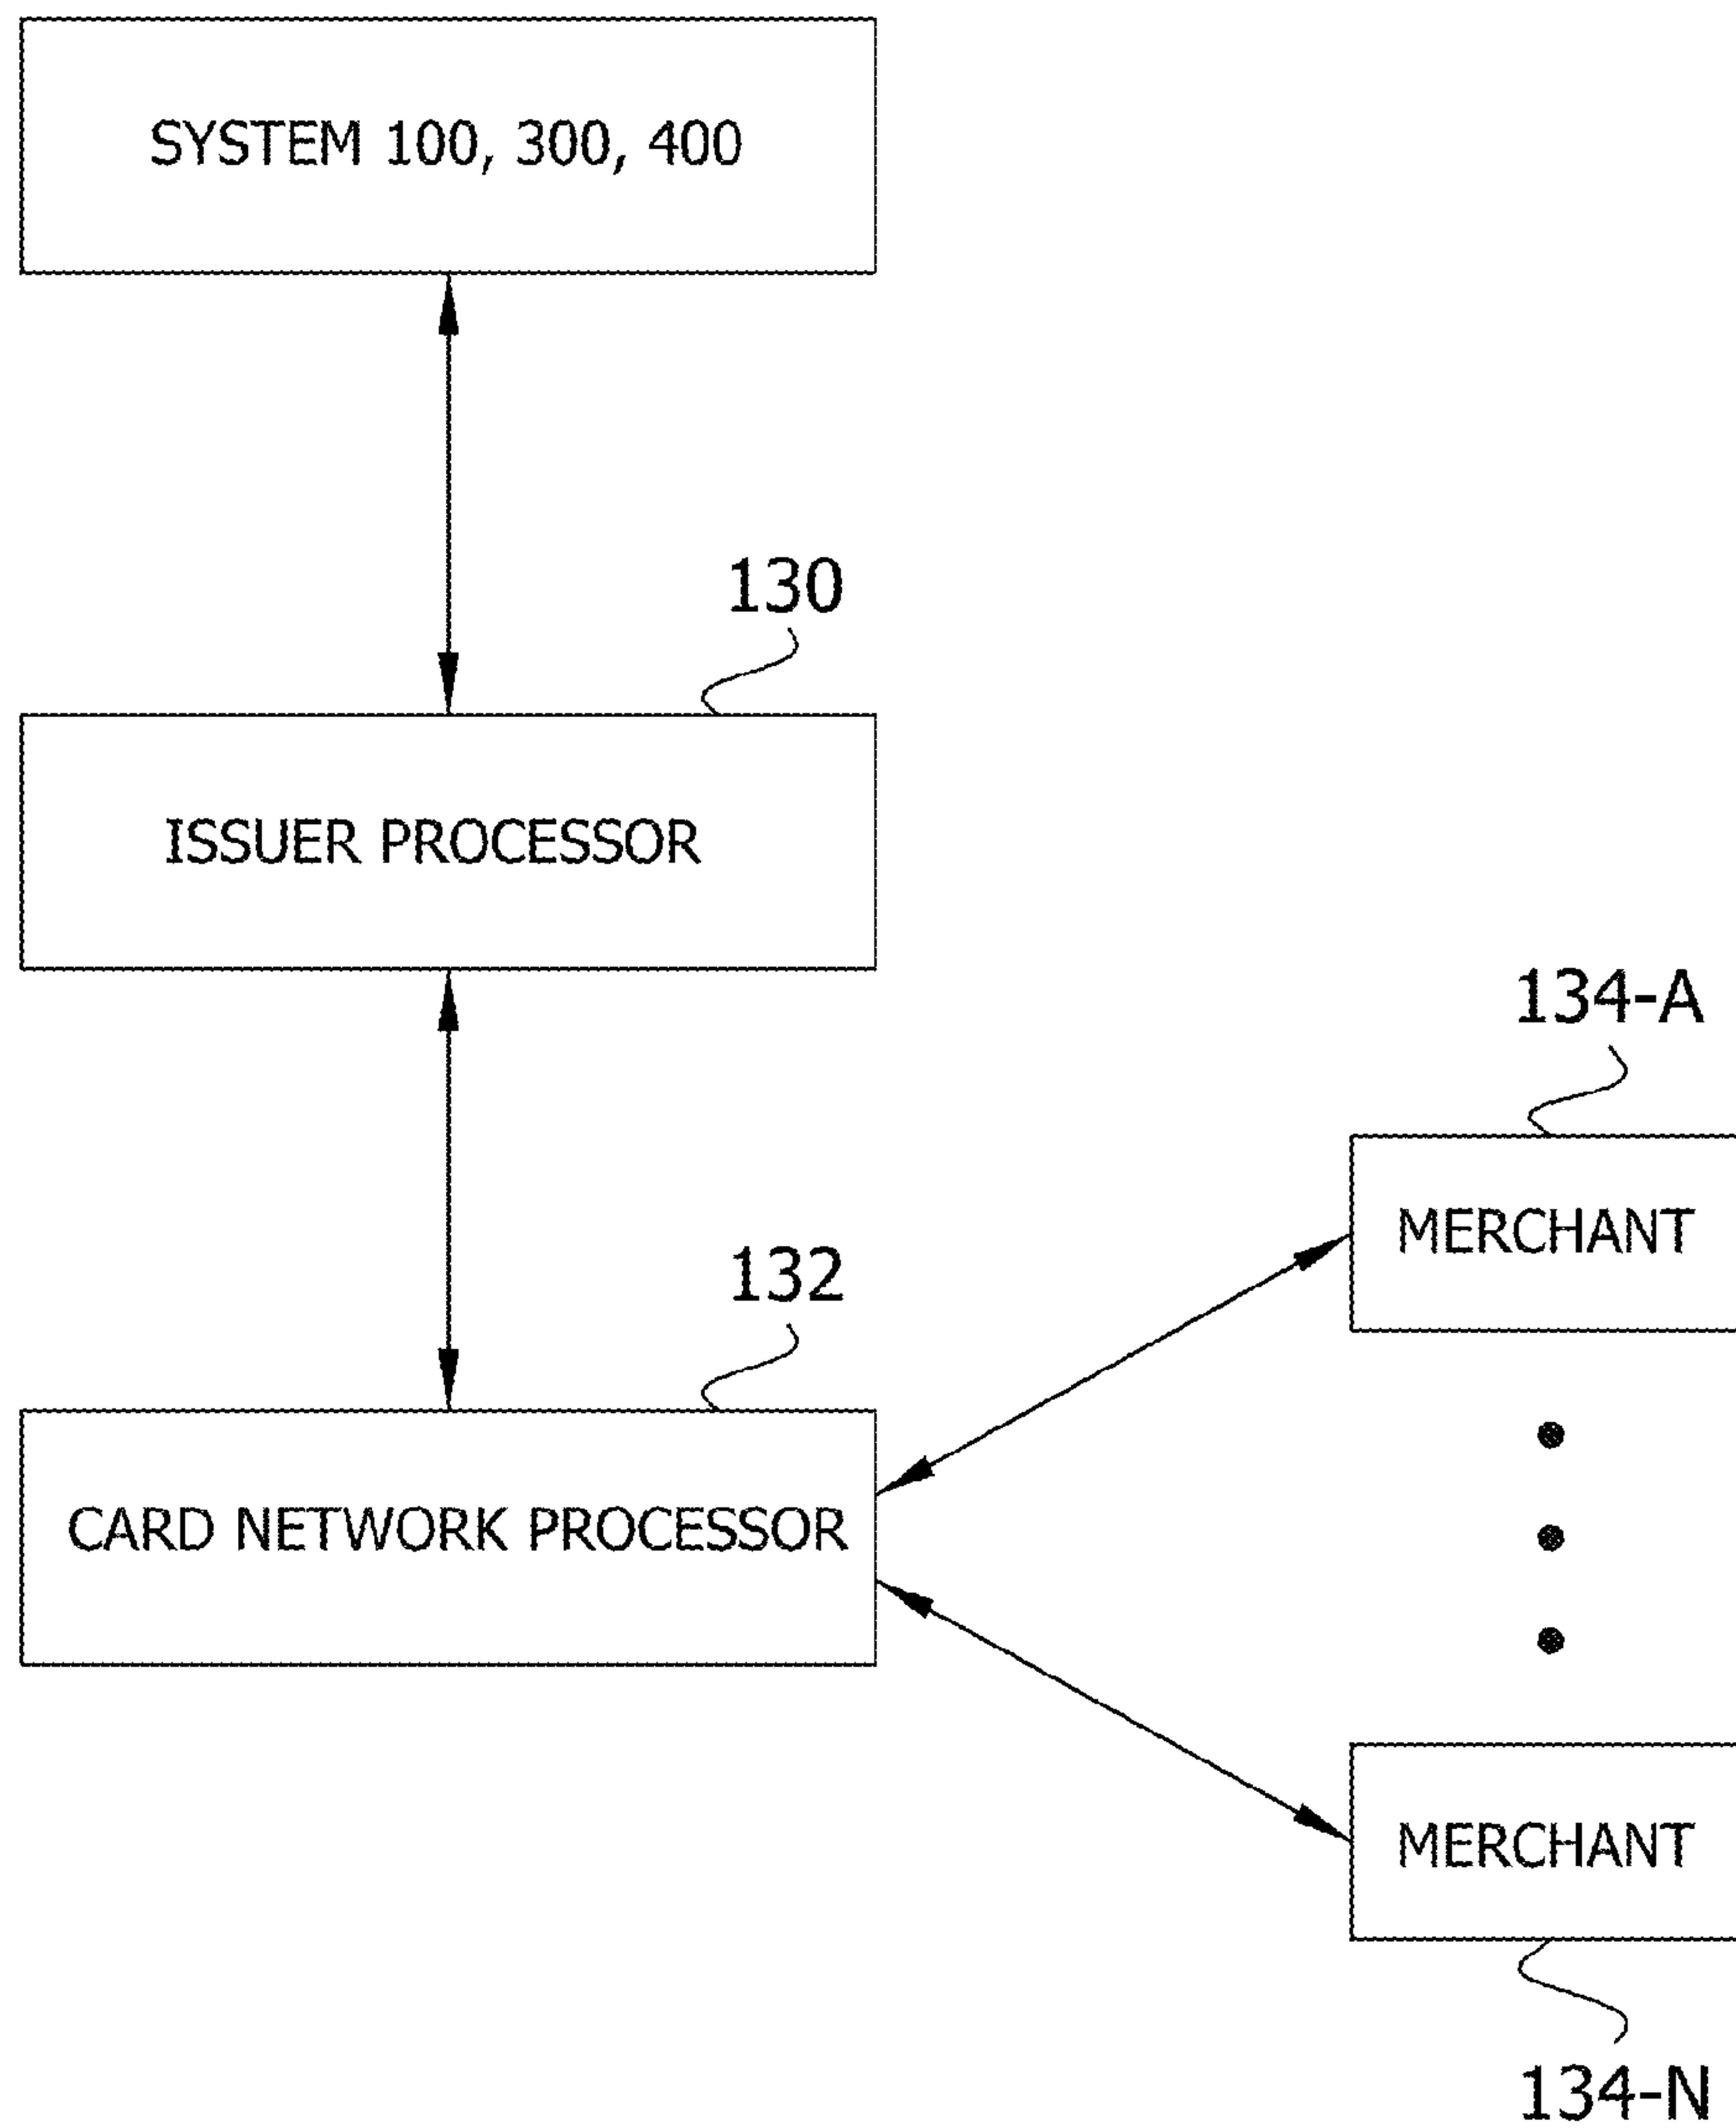 SYSTEM 100, 300, 400
130
ISSUER PROCESSOR
134-A
MERCHANT
132
CARD NETWORK PROCESSOR
MERCHANT
134-N